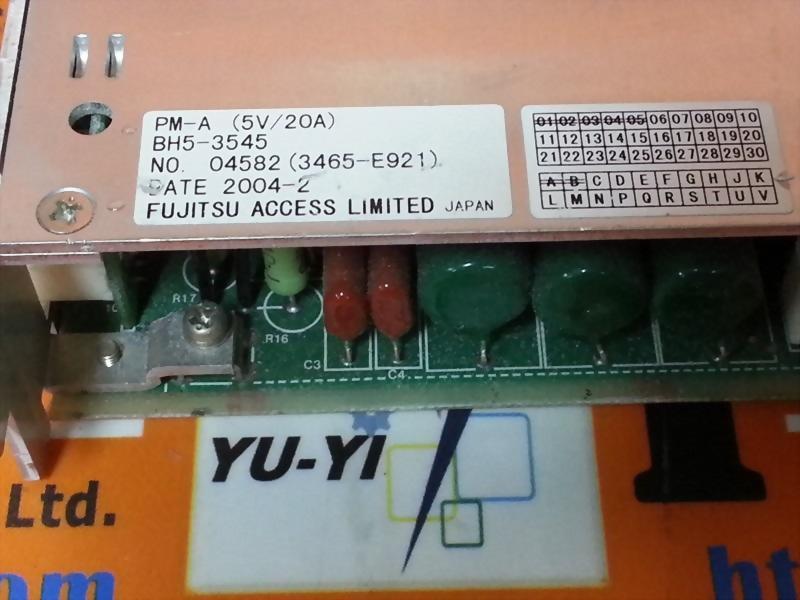 PM-A (5V/20A)
BH5-3545
NO. 04582 (3465-E921)
DATE 2004-2
FUJITSU ACCESS LIMITED JAPAN
01 02 03 04 05 06 07 08 09 10
11 12 13 14 15 16 17 18 19 20
21 22 23 24 25 26 27 28 29 30
A B C D E F G H J K
L M N P Q R S T U V
R17
R16
C3
C4
YU-YI
Ltd.
om
ht